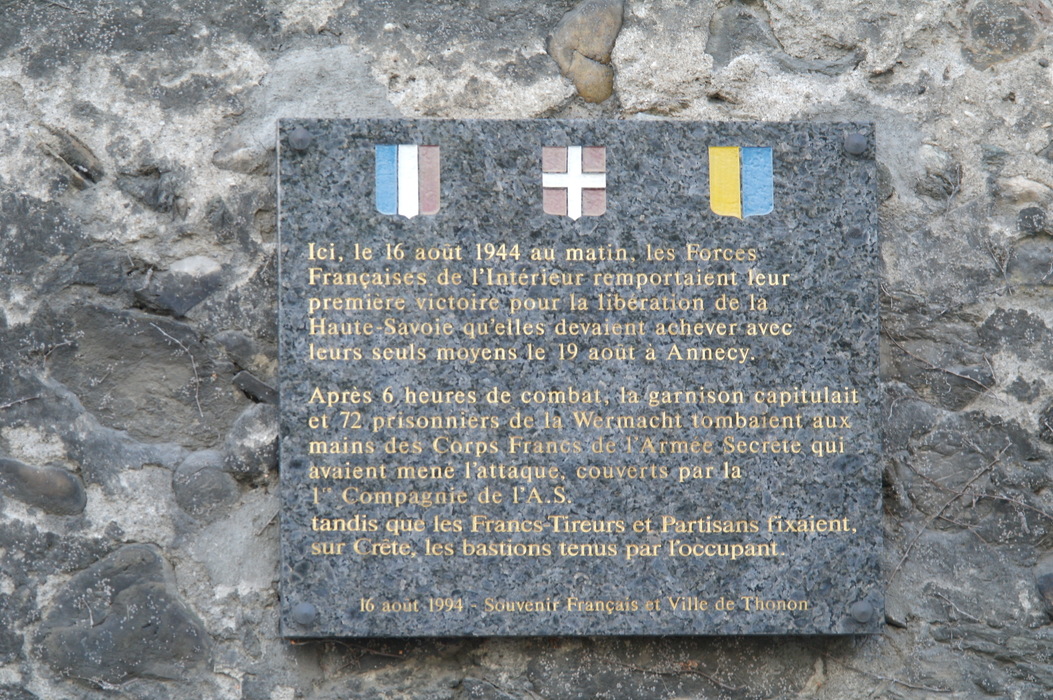 Ici, le 16 août 1944 au matin, les Forces
Françaises de l'Intérieur remportaient leur
première victoire pour la libération de la
Haute-Savoie qu'elles devaient achever avec
leurs seuls moyens le 19 août à Annecy.
Après 6 heures de combat, la garnison capitulait
et 72 prisonniers de la Wermacht tombaient aux
mains des Corps Francs de l'Armée Secrète qui
avaient mené l'attaque, couverts par la
1re Compagnie de l'A.S.
tandis que les Francs-Tireurs et Partisans fixaient,
sur Crête, les bastions tenus par l'occupant.
16 août 1994 - Souvenir Français et Ville de Thonon